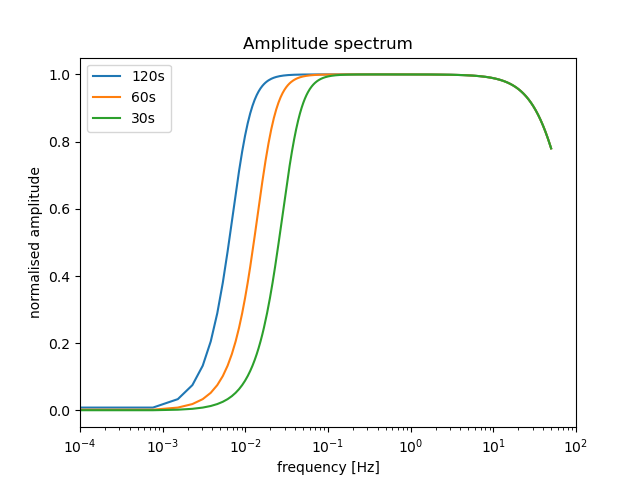 Amplitude spectrum
120s
60s
30s
normalised amplitude
1.0
0.8
0.6
0.4
0.2
0.0
10⁻⁴ 10⁻³ 10⁻² 10⁻¹ 10⁰ 10¹ 10²
frequency [Hz]